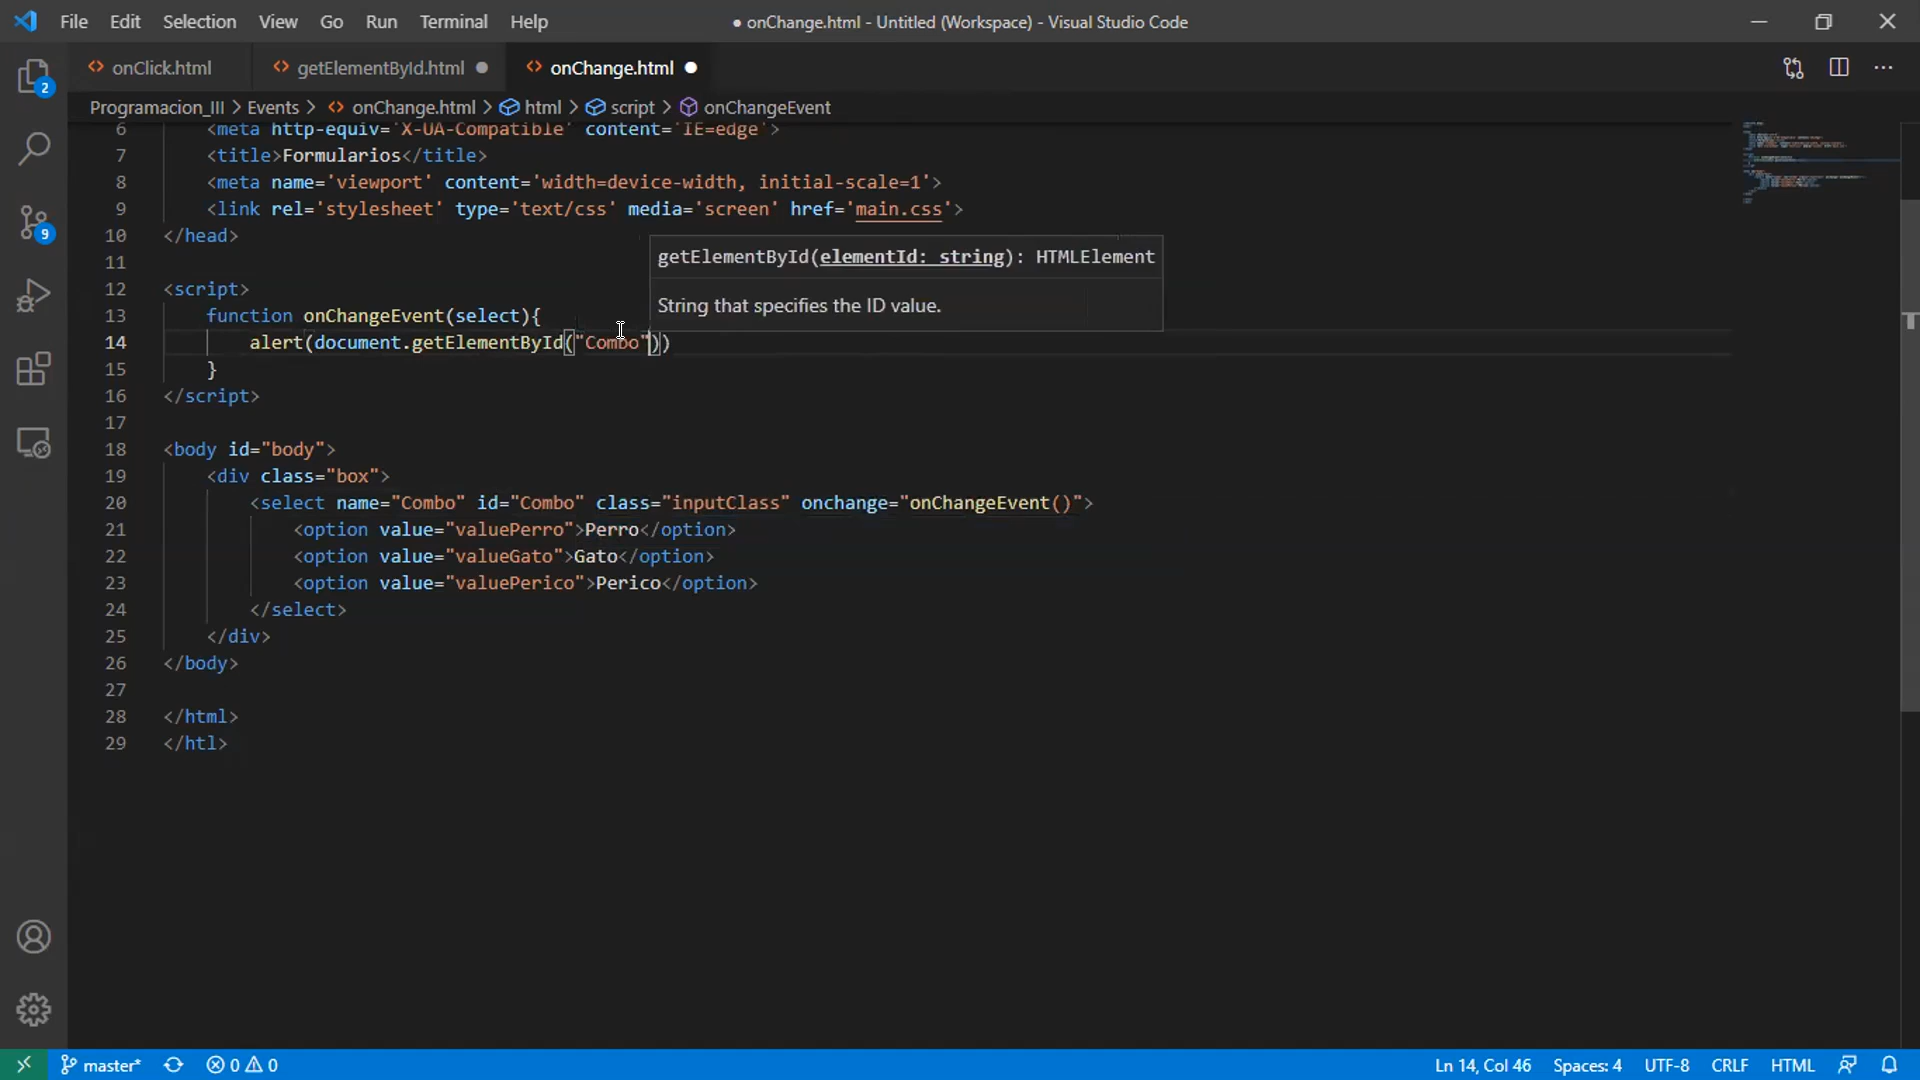 File Edit Selection View Go Run Terminal Help ● onChange.html - Untitled (Workspace) - Visual Studio Code
onClick.html getElementById.html onChange.html
Programacion_III > Events > onChange.html > html > script > onChangeEvent
2
9
6 <meta http-equiv='X-UA-Compatible' content='IE=edge'>
7 <title>Formularios</title>
8 <meta name='viewport' content='width=device-width, initial-scale=1'>
9 <link rel='stylesheet' type='text/css' media='screen' href='main.css'>
10 </head>
11
getElementById(elementId: string): HTMLElement
String that specifies the ID value.
12 <script>
13 function onChangeEvent(select){
14 alert(document.getElementById("Combo"))
15 }
16 </script>
17
18 <body id="body">
19 <div class="box">
20 <select name="Combo" id="Combo" class="inputClass" onchange="onChangeEvent()">
21 <option value="valuePerro">Perro</option>
22 <option value="valueGato">Gato</option>
23 <option value="valuePerico">Perico</option>
24 </select>
25 </div>
26 </body>
27
28 </html>
29 </htl>
master* 0 0 Ln 14, Col 46 Spaces: 4 UTF-8 CRLF HTML